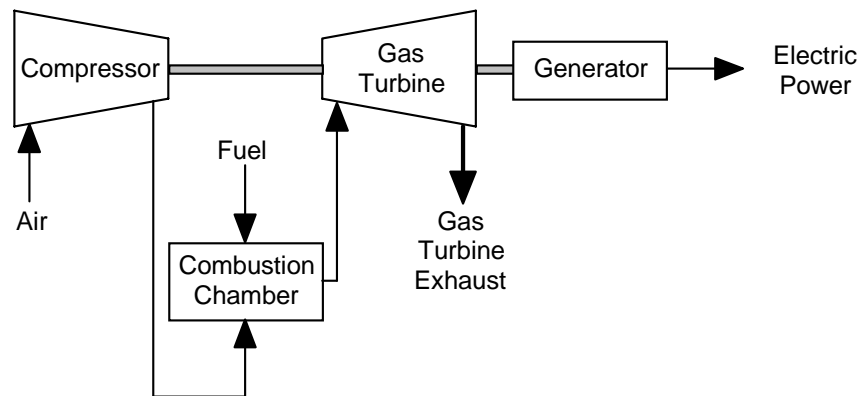 Compressor
Gas
Turbine
Generator
Electric
Power
Air
Fuel
Combustion
Chamber
Gas
Turbine
Exhaust